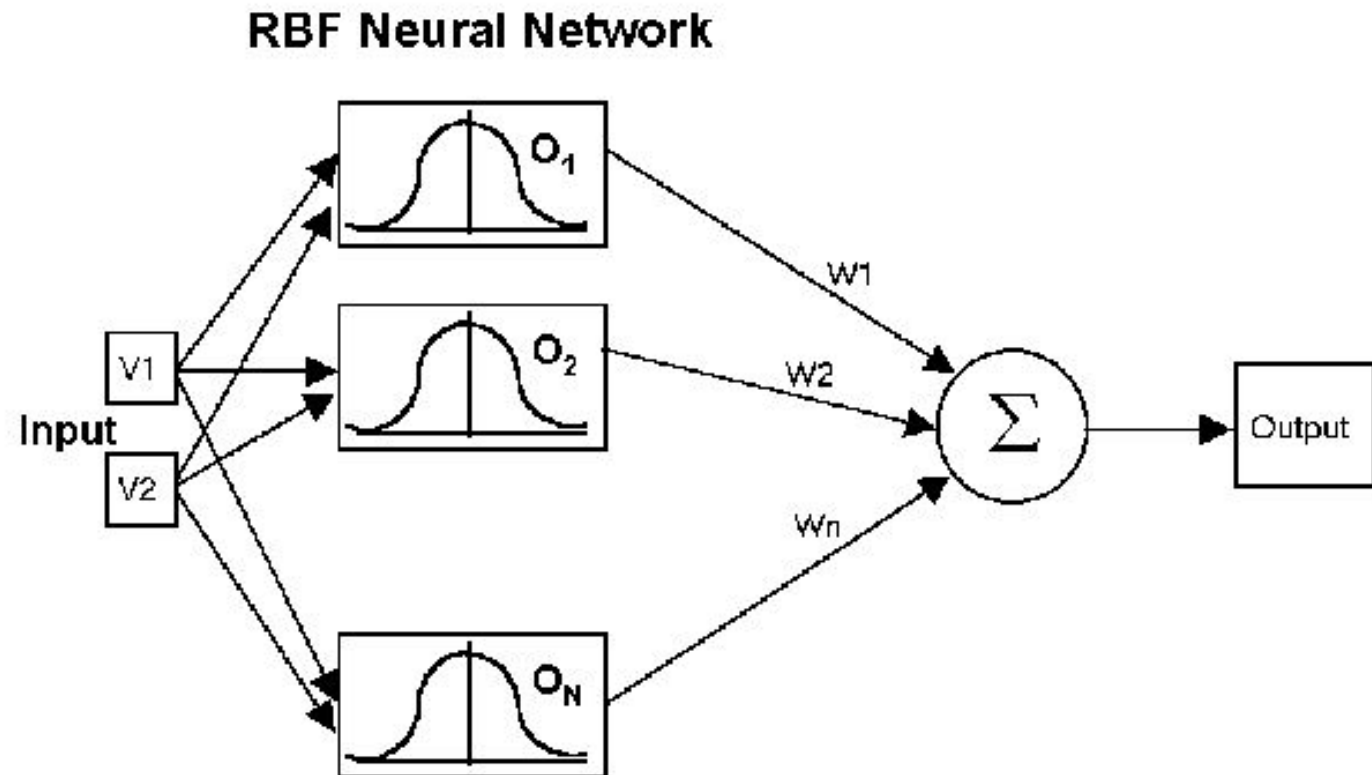 RBF Neural Network
O1
W1
V1
O2
W2
Input
Σ
Output
V2
Wn
ON